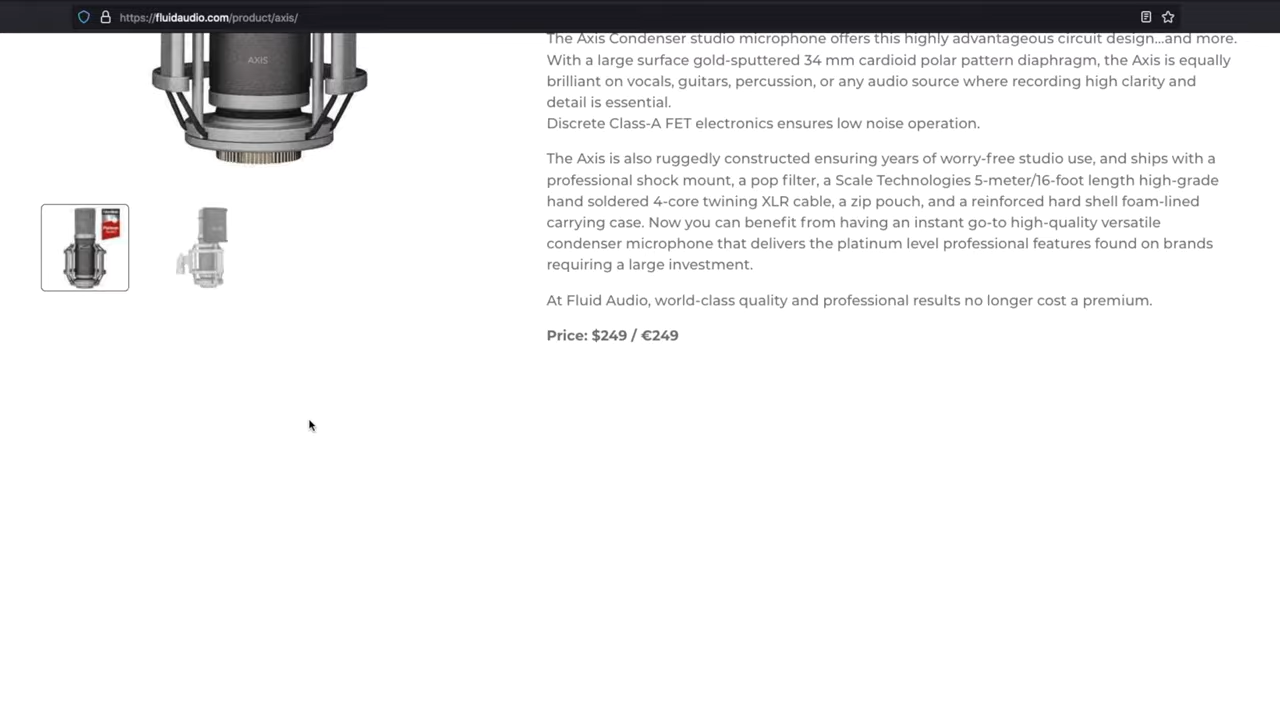 https://fluidaudio.com/product/axis/
The Axis Condenser studio microphone offers this highly advantageous circuit design...and more.
With a large surface gold-sputtered 34 mm cardioid polar pattern diaphragm, the Axis is equally
brilliant on vocals, guitars, percussion, or any audio source where recording high clarity and
detail is essential.
Discrete Class-A FET electronics ensures low noise operation.
The Axis is also ruggedly constructed ensuring years of worry-free studio use, and ships with a
professional shock mount, a pop filter, a Scale Technologies 5-meter/16-foot length high-grade
hand soldered 4-core twining XLR cable, a zip pouch, and a reinforced hard shell foam-lined
carrying case. Now you can benefit from having an instant go-to high-quality versatile
condenser microphone that delivers the platinum level professional features found on brands
requiring a large investment.
At Fluid Audio, world-class quality and professional results no longer cost a premium.
Price: $249 / €249
AXIS